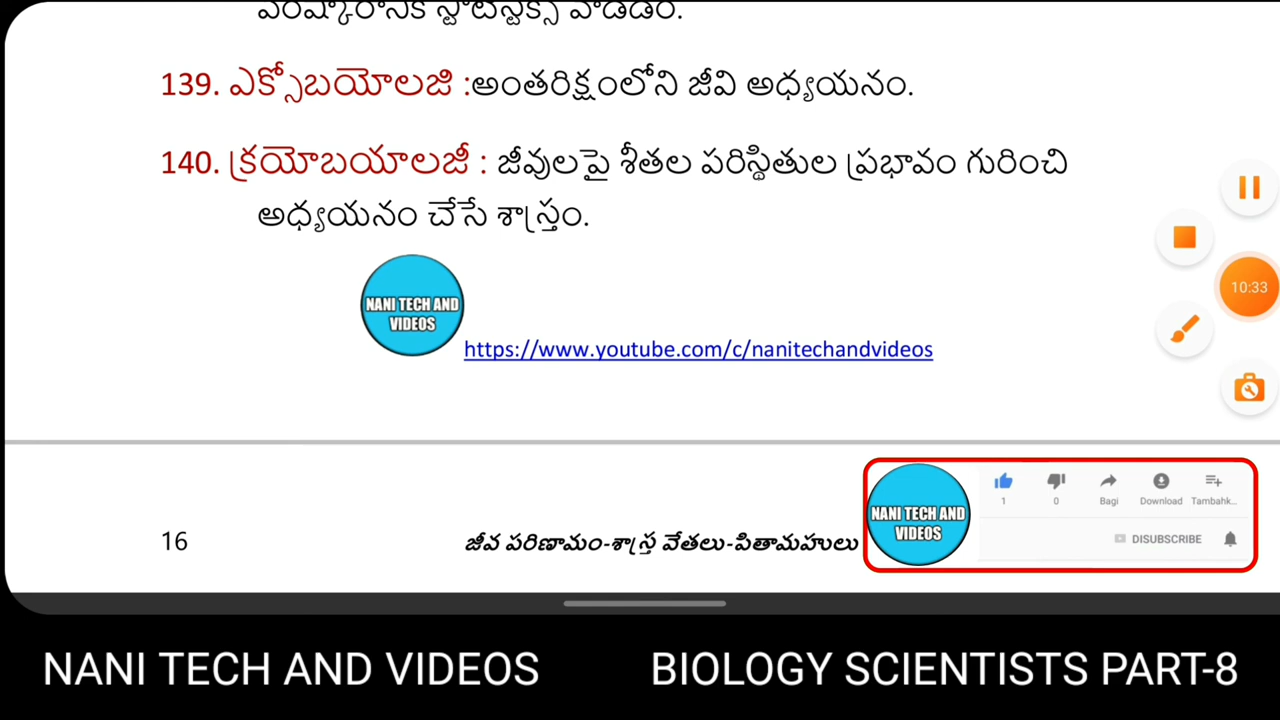 139. ఎక్సోబయోలజి :అంతరిక్షంలోని జీవి అధ్యయనం.
140. క్రయోబయాలజీ : జీవులపై శీతల పరిస్థితుల ప్రభావం గురించి
అధ్యయనం చేసే శాస్త్రం.
NANI TECH AND
VIDEOS
https://www.youtube.com/c/nanitechandvideos
10:33
16
జీవ పరిణామం-శాస్త్ర వేతలు-పితామహులు
NANI TECH AND
VIDEOS
1 0 Bagi Download Tambahk...
DISUBSCRIBE
NANI TECH AND VIDEOS BIOLOGY SCIENTISTS PART-8